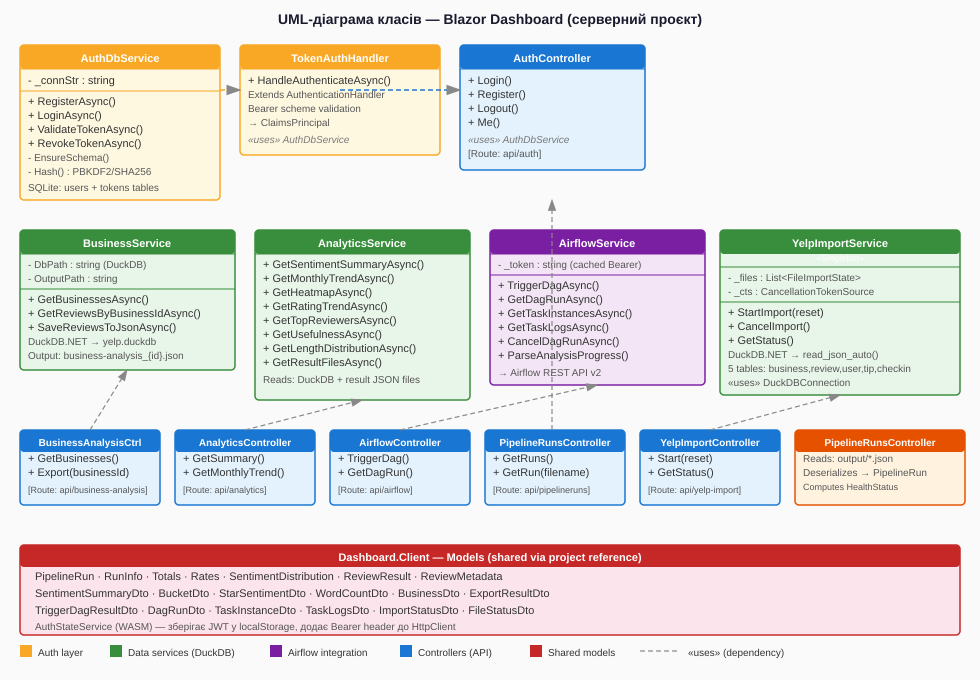 UML-діаграма класів — Blazor Dashboard (серверний проєкт)
AuthDbService
- _connStr : string
+ RegisterAsync()
+ LoginAsync()
+ ValidateTokenAsync()
+ RevokeTokenAsync()
- EnsureSchema()
- Hash() : PBKDF2/SHA256
SQLite: users + tokens tables
TokenAuthHandler
+ HandleAuthenticateAsync()
Extends AuthenticationHandler
Bearer scheme validation
→ ClaimsPrincipal
«uses» AuthDbService
AuthController
+ Login()
+ Register()
+ Logout()
+ Me()
«uses» AuthDbService
[Route: api/auth]
BusinessService
- DbPath : string (DuckDB)
- OutputPath : string
+ GetBusinessesAsync()
+ GetReviewsByBusinessIdAsync()
+ SaveReviewsToJsonAsync()
DuckDB.NET → yelp.duckdb
Output: business-analysis_{id}.json
AnalyticsService
+ GetSentimentSummaryAsync()
+ GetMonthlyTrendAsync()
+ GetHeatmapAsync()
+ GetRatingTrendAsync()
+ GetTopReviewersAsync()
+ GetUsefulnessAsync()
+ GetLengthDistributionAsync()
+ GetResultFilesAsync()
Reads: DuckDB + result JSON files
AirflowService
- _token : string (cached Bearer)
+ TriggerDagAsync()
+ GetDagRunAsync()
+ GetTaskInstancesAsync()
+ GetTaskLogsAsync()
+ CancelDagRunAsync()
+ ParseAnalysisProgress()
→ Airflow REST API v2
YelpImportService
- _files : List<FileImportState>
- _cts : CancellationTokenSource
+ StartImport(reset)
+ CancelImport()
+ GetStatus()
DuckDB.NET → read_json_auto()
5 tables: business,review,user,tip,checkin
«uses» DuckDBConnection
BusinessAnalysisCtrl
+ GetBusinesses()
+ Export(businessId)
[Route: api/business-analysis]
AnalyticsController
+ GetSummary()
+ GetMonthlyTrend()
[Route: api/analytics]
AirflowController
+ TriggerDag()
+ GetDagRun()
[Route: api/airflow]
PipelineRunsController
+ GetRuns()
+ GetRun(filename)
[Route: api/pipelineruns]
YelpImportController
+ Start(reset)
+ GetStatus()
[Route: api/yelp-import]
PipelineRunsController
Reads: output/*.json
Deserializes → PipelineRun
Computes HealthStatus
Dashboard.Client — Models (shared via project reference)
PipelineRun · RunInfo · Totals · Rates · SentimentDistribution · ReviewResult · ReviewMetadata
SentimentSummaryDto · BucketDto · StarSentimentDto · WordCountDto · BusinessDto · ExportResultDto
TriggerDagResultDto · DagRunDto · TaskInstanceDto · TaskLogsDto · ImportStatusDto · FileStatusDto
AuthStateService (WASM) — зберігає JWT у localStorage, додає Bearer header до HttpClient
Auth layer
Data services (DuckDB)
Airflow integration
Controllers (API)
Shared models
«uses» (dependency)